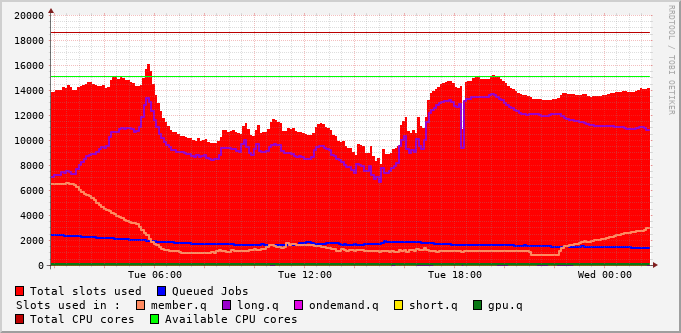 RRDTOOL / TOBI OETIKER
20000
18000
16000
14000
12000
10000
8000
6000
4000
2000
0
Tue 06:00 Tue 12:00 Tue 18:00 Wed 00:00
Total slots used Queued Jobs
Slots used in : member.q long.q ondemand.q short.q gpu.q
Total CPU cores Available CPU cores